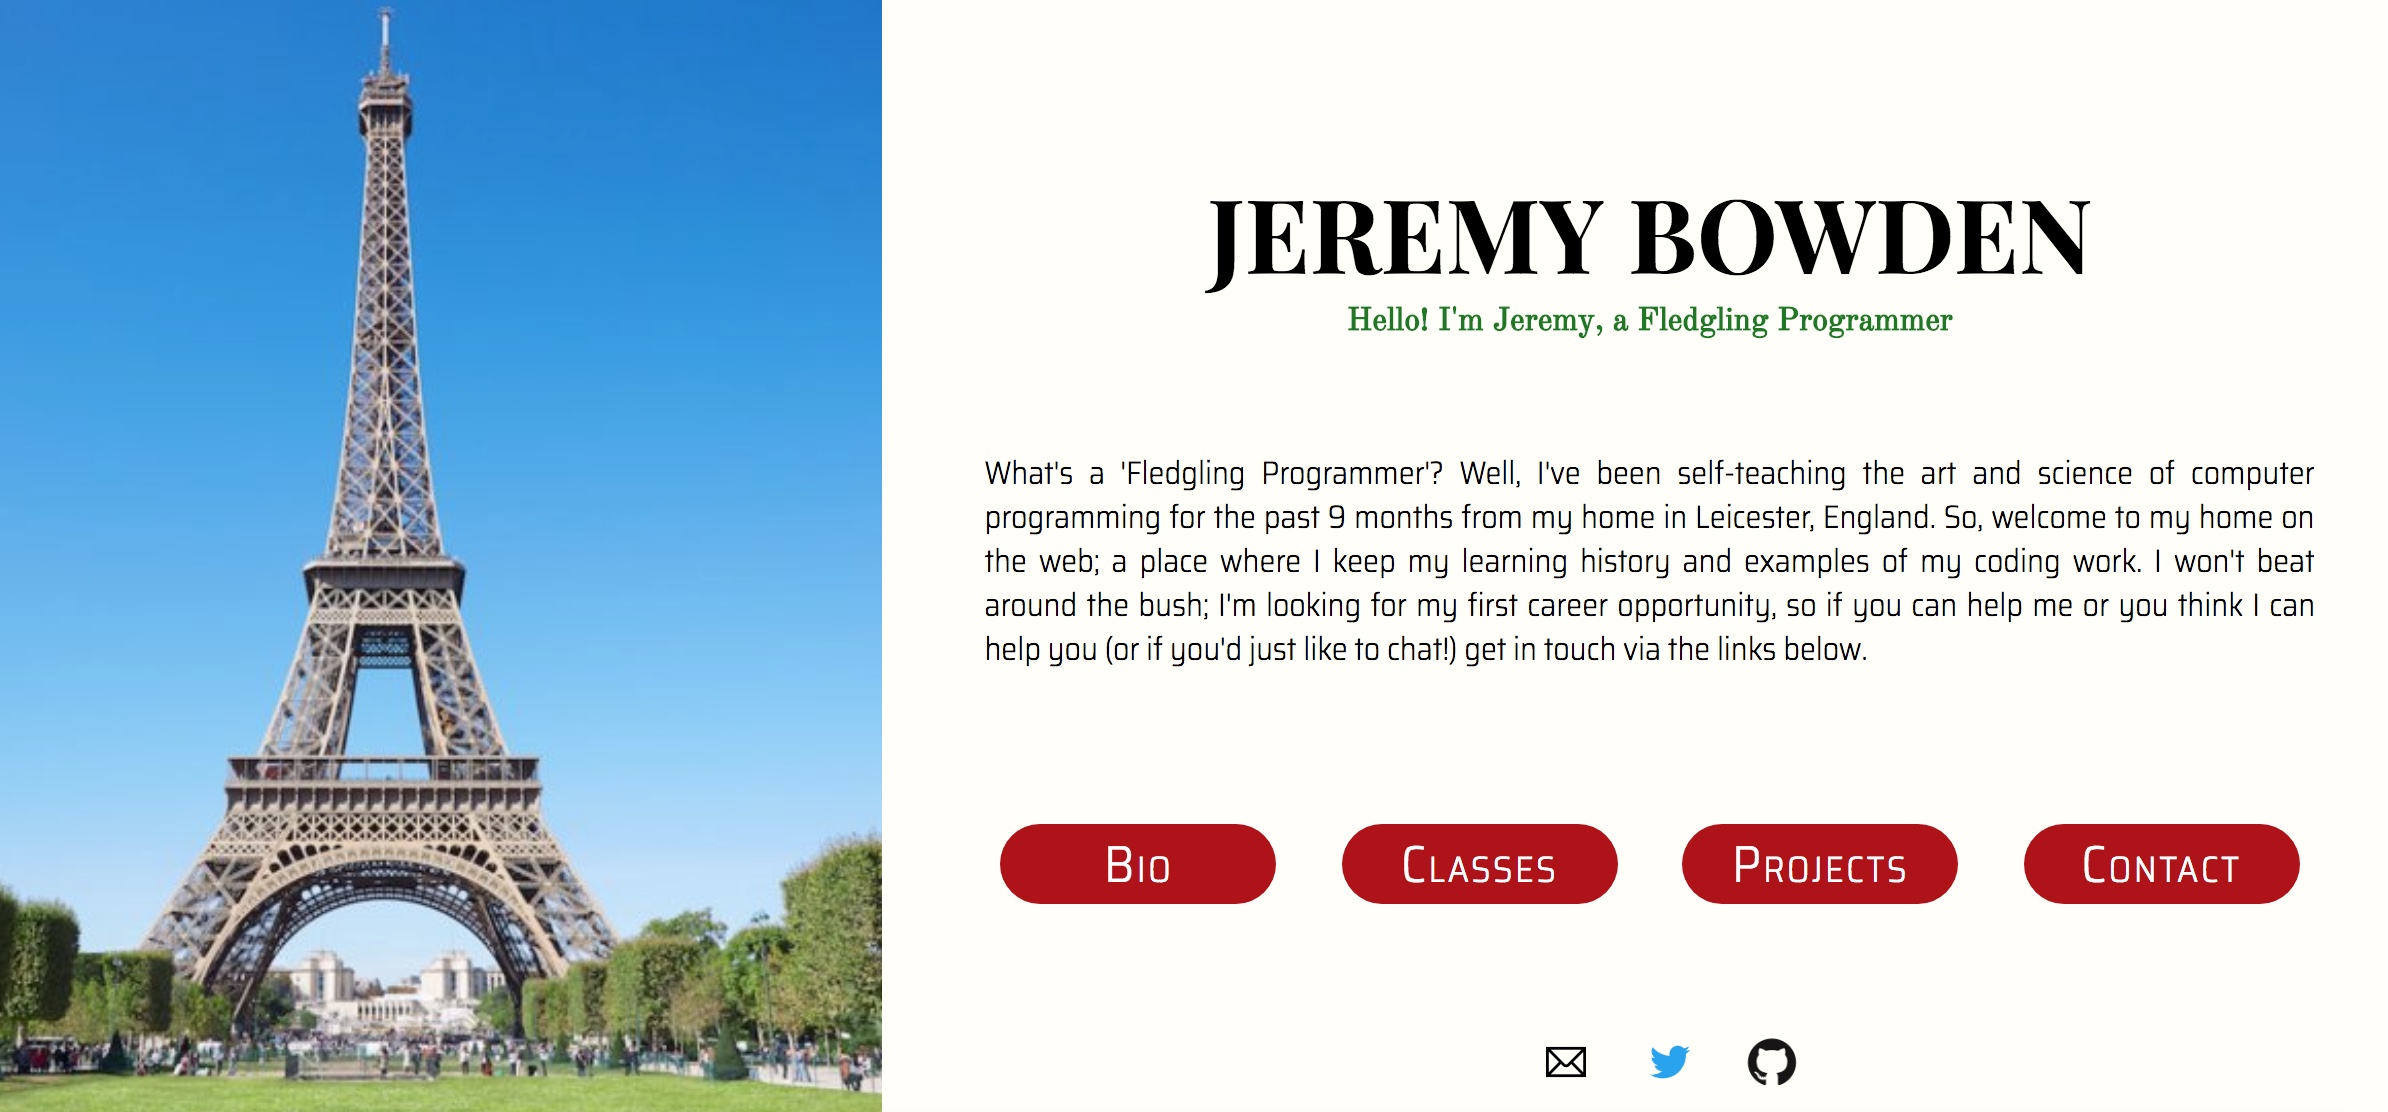 JEREMY BOWDEN
Hello! I'm Jeremy, a Fledgling Programmer
What's a 'Fledgling Programmer'? Well, I've been self-teaching the art and science of computer
programming for the past 9 months from my home in Leicester, England. So, welcome to my home on
the web; a place where I keep my learning history and examples of my coding work. I won't beat
around the bush; I'm looking for my first career opportunity, so if you can help me or you think I can
help you (or if you'd just like to chat!) get in touch via the links below.
Bio
Classes
Projects
Contact